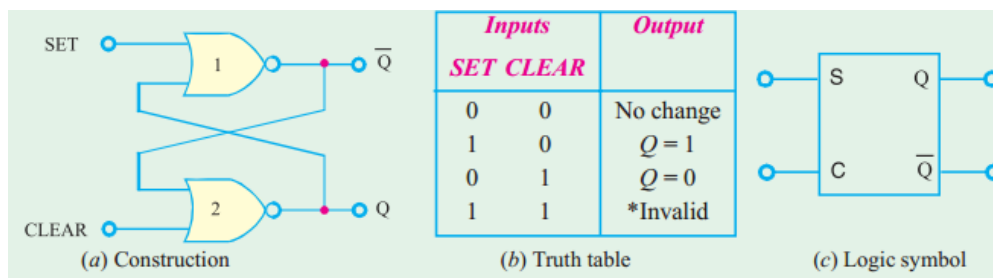 SET
1
Q̅
2
CLEAR
Q
(a) Construction
Inputs Output
SET CLEAR
0 0 No change
1 0 Q = 1
0 1 Q = 0
1 1 *Invalid
(b) Truth table
S Q
C Q̅
(c) Logic symbol